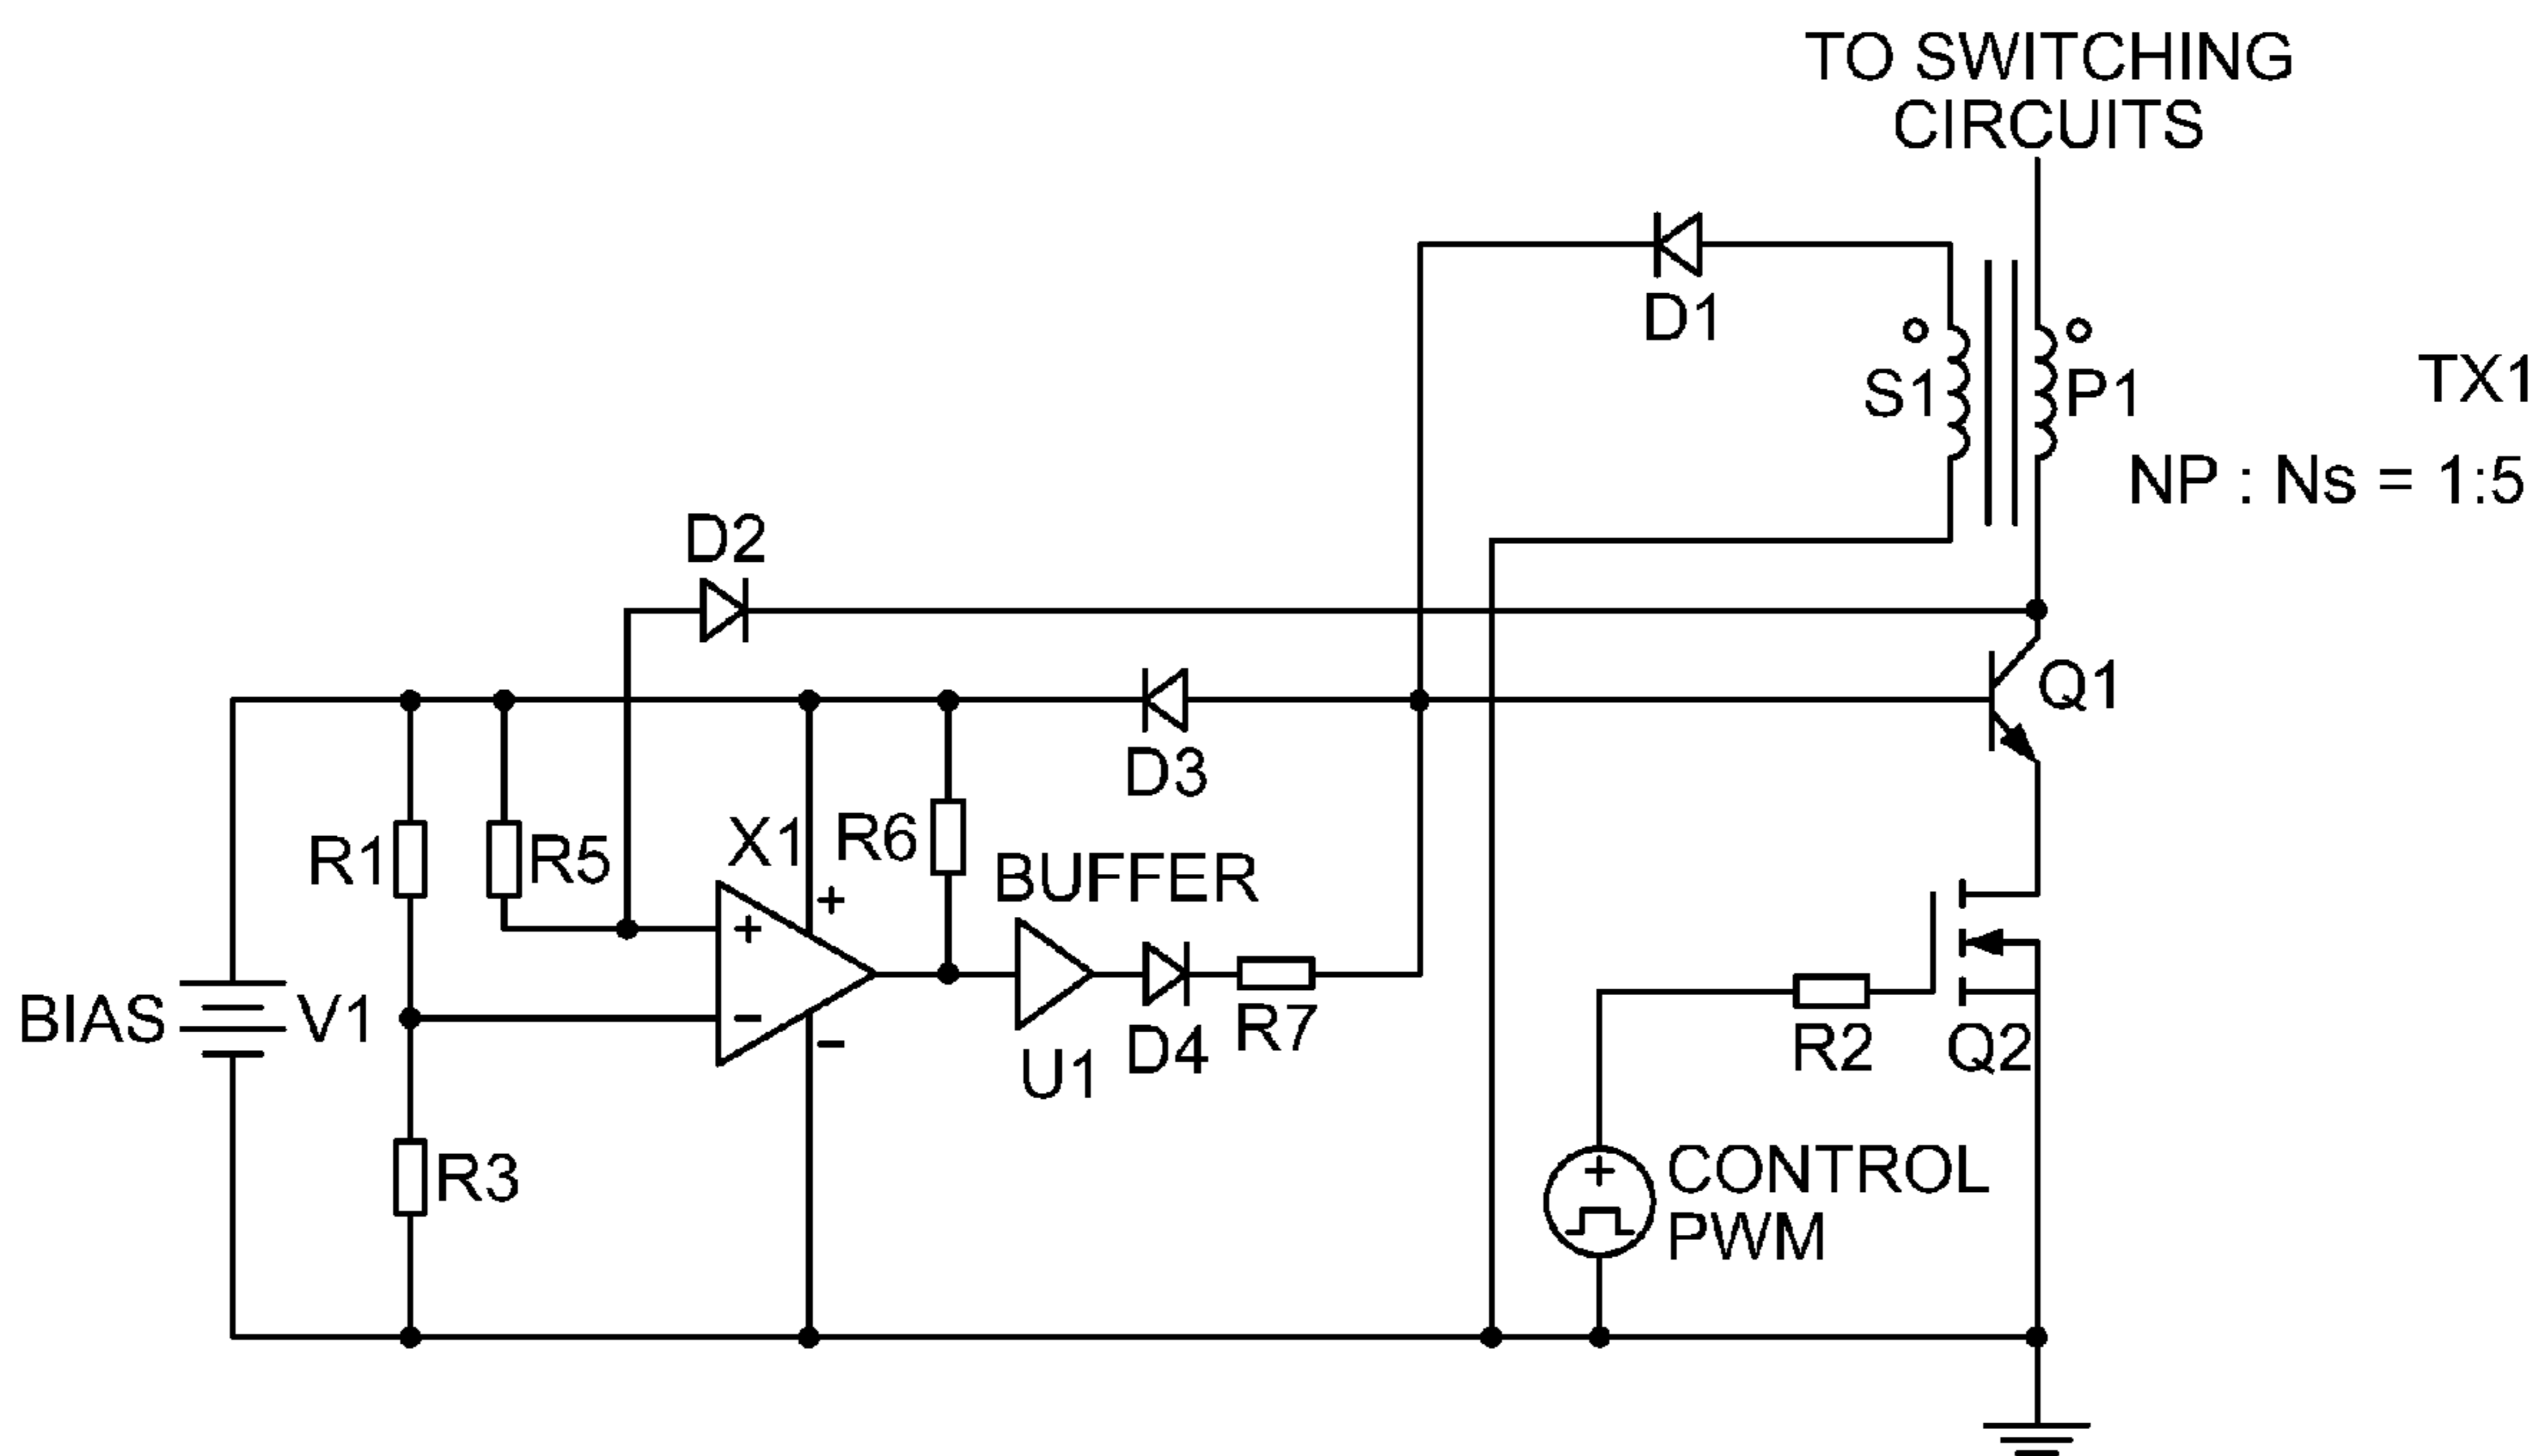 TO SWITCHING
CIRCUITS
D1
S1
P1
TX1
NP : Ns = 1:5
D2
Q1
D3
R1
R5
X1
R6
BUFFER
+
+
−
−
BIAS
V1
U1
D4
R7
R2
Q2
R3
+
CONTROL
PWM